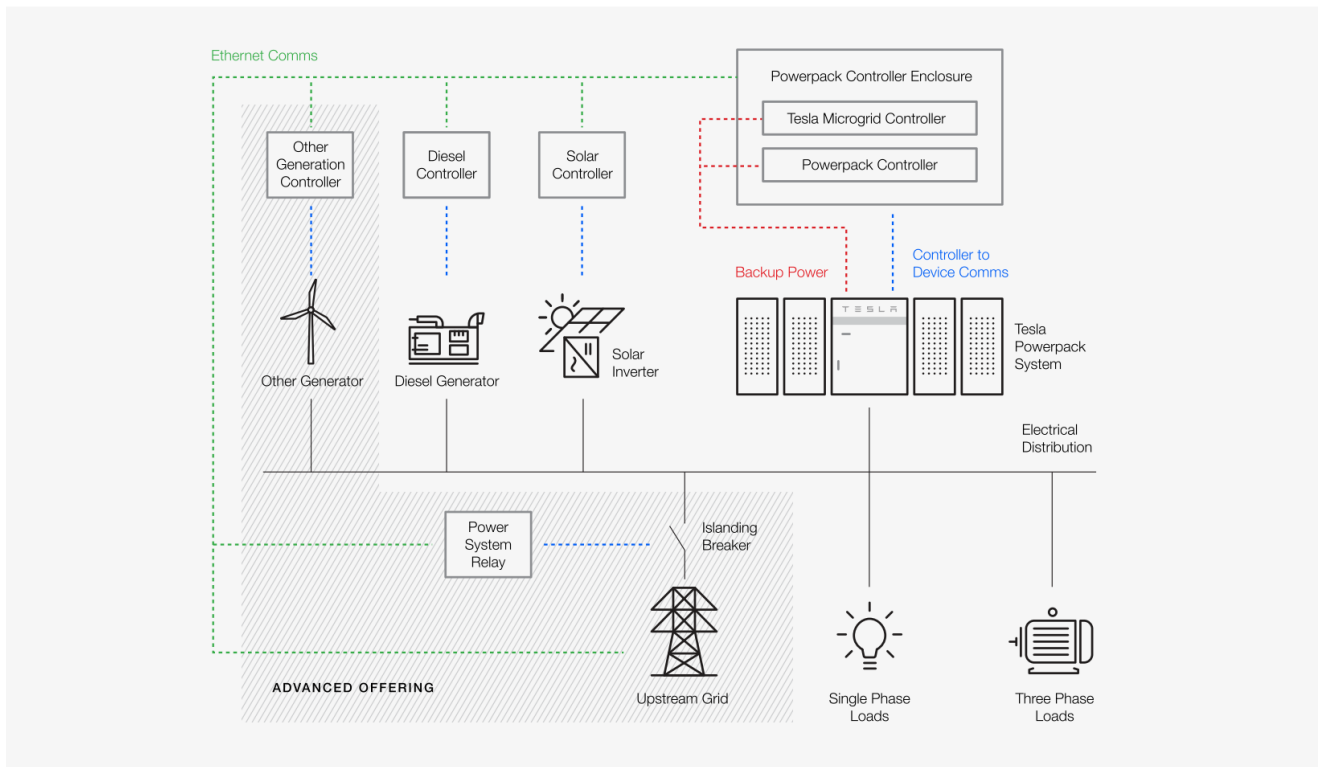 Ethernet Comms
Powerpack Controller Enclosure
Tesla Microgrid Controller
Powerpack Controller
Other
Generation
Controller
Diesel
Controller
Solar
Controller
Backup Power
Controller to
Device Comms
TESLA
Tesla
Powerpack
System
Solar
Inverter
Other Generator
Diesel Generator
Electrical
Distribution
Power
System
Relay
Islanding
Breaker
ADVANCED OFFERING
Upstream Grid
Single Phase
Loads
Three Phase
Loads